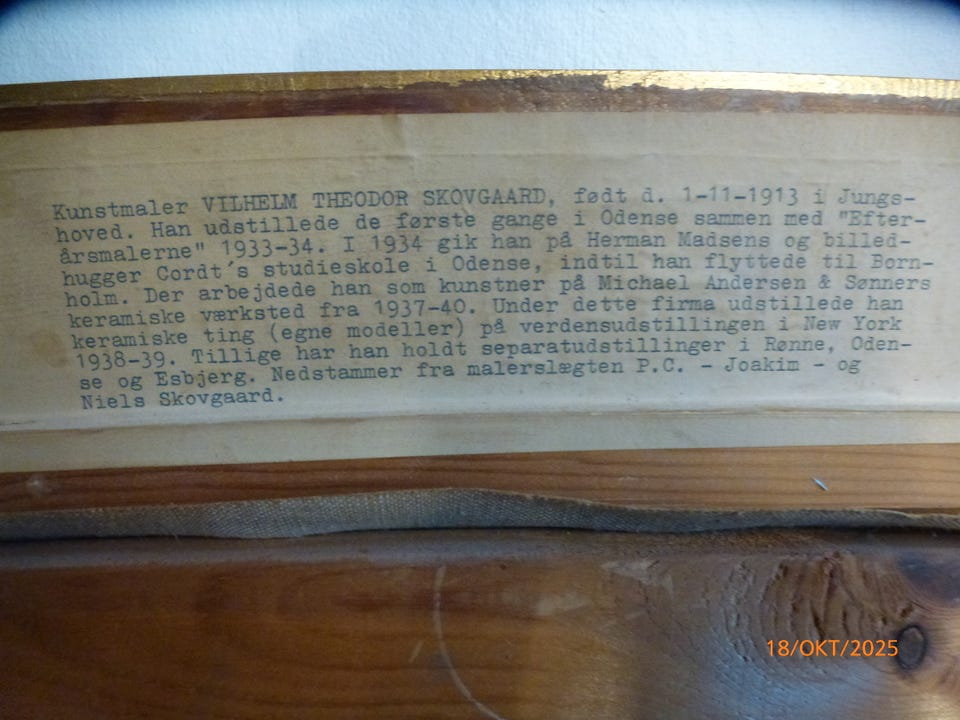 Kunstmaler VILHELM THEODOR SKOVGAARD, født d. 1-11-1913 i Jungs-
hoved. Han udstillede de første gange i Odense sammen med "Efter-
årsmalerne" 1933-34. I 1934 gik han på Herman Madsens og billed-
hugger Cordt's studieskole i Odense, indtil han flyttede til Born-
holm. Der arbejdede han som kunstner på Michael Andersen & Sønners
keramiske værksted fra 1937-40. Under dette firma udstillede han
keramiske ting (egne modeller) på verdensudstillingen i New York
1938-39. Tillige har han holdt separatudstillinger i Rønne, Oden-
se og Esbjerg. Nedstammer fra malerslægten P.C. - Joakim - og
Niels Skovgaard.
18/OKT/2025